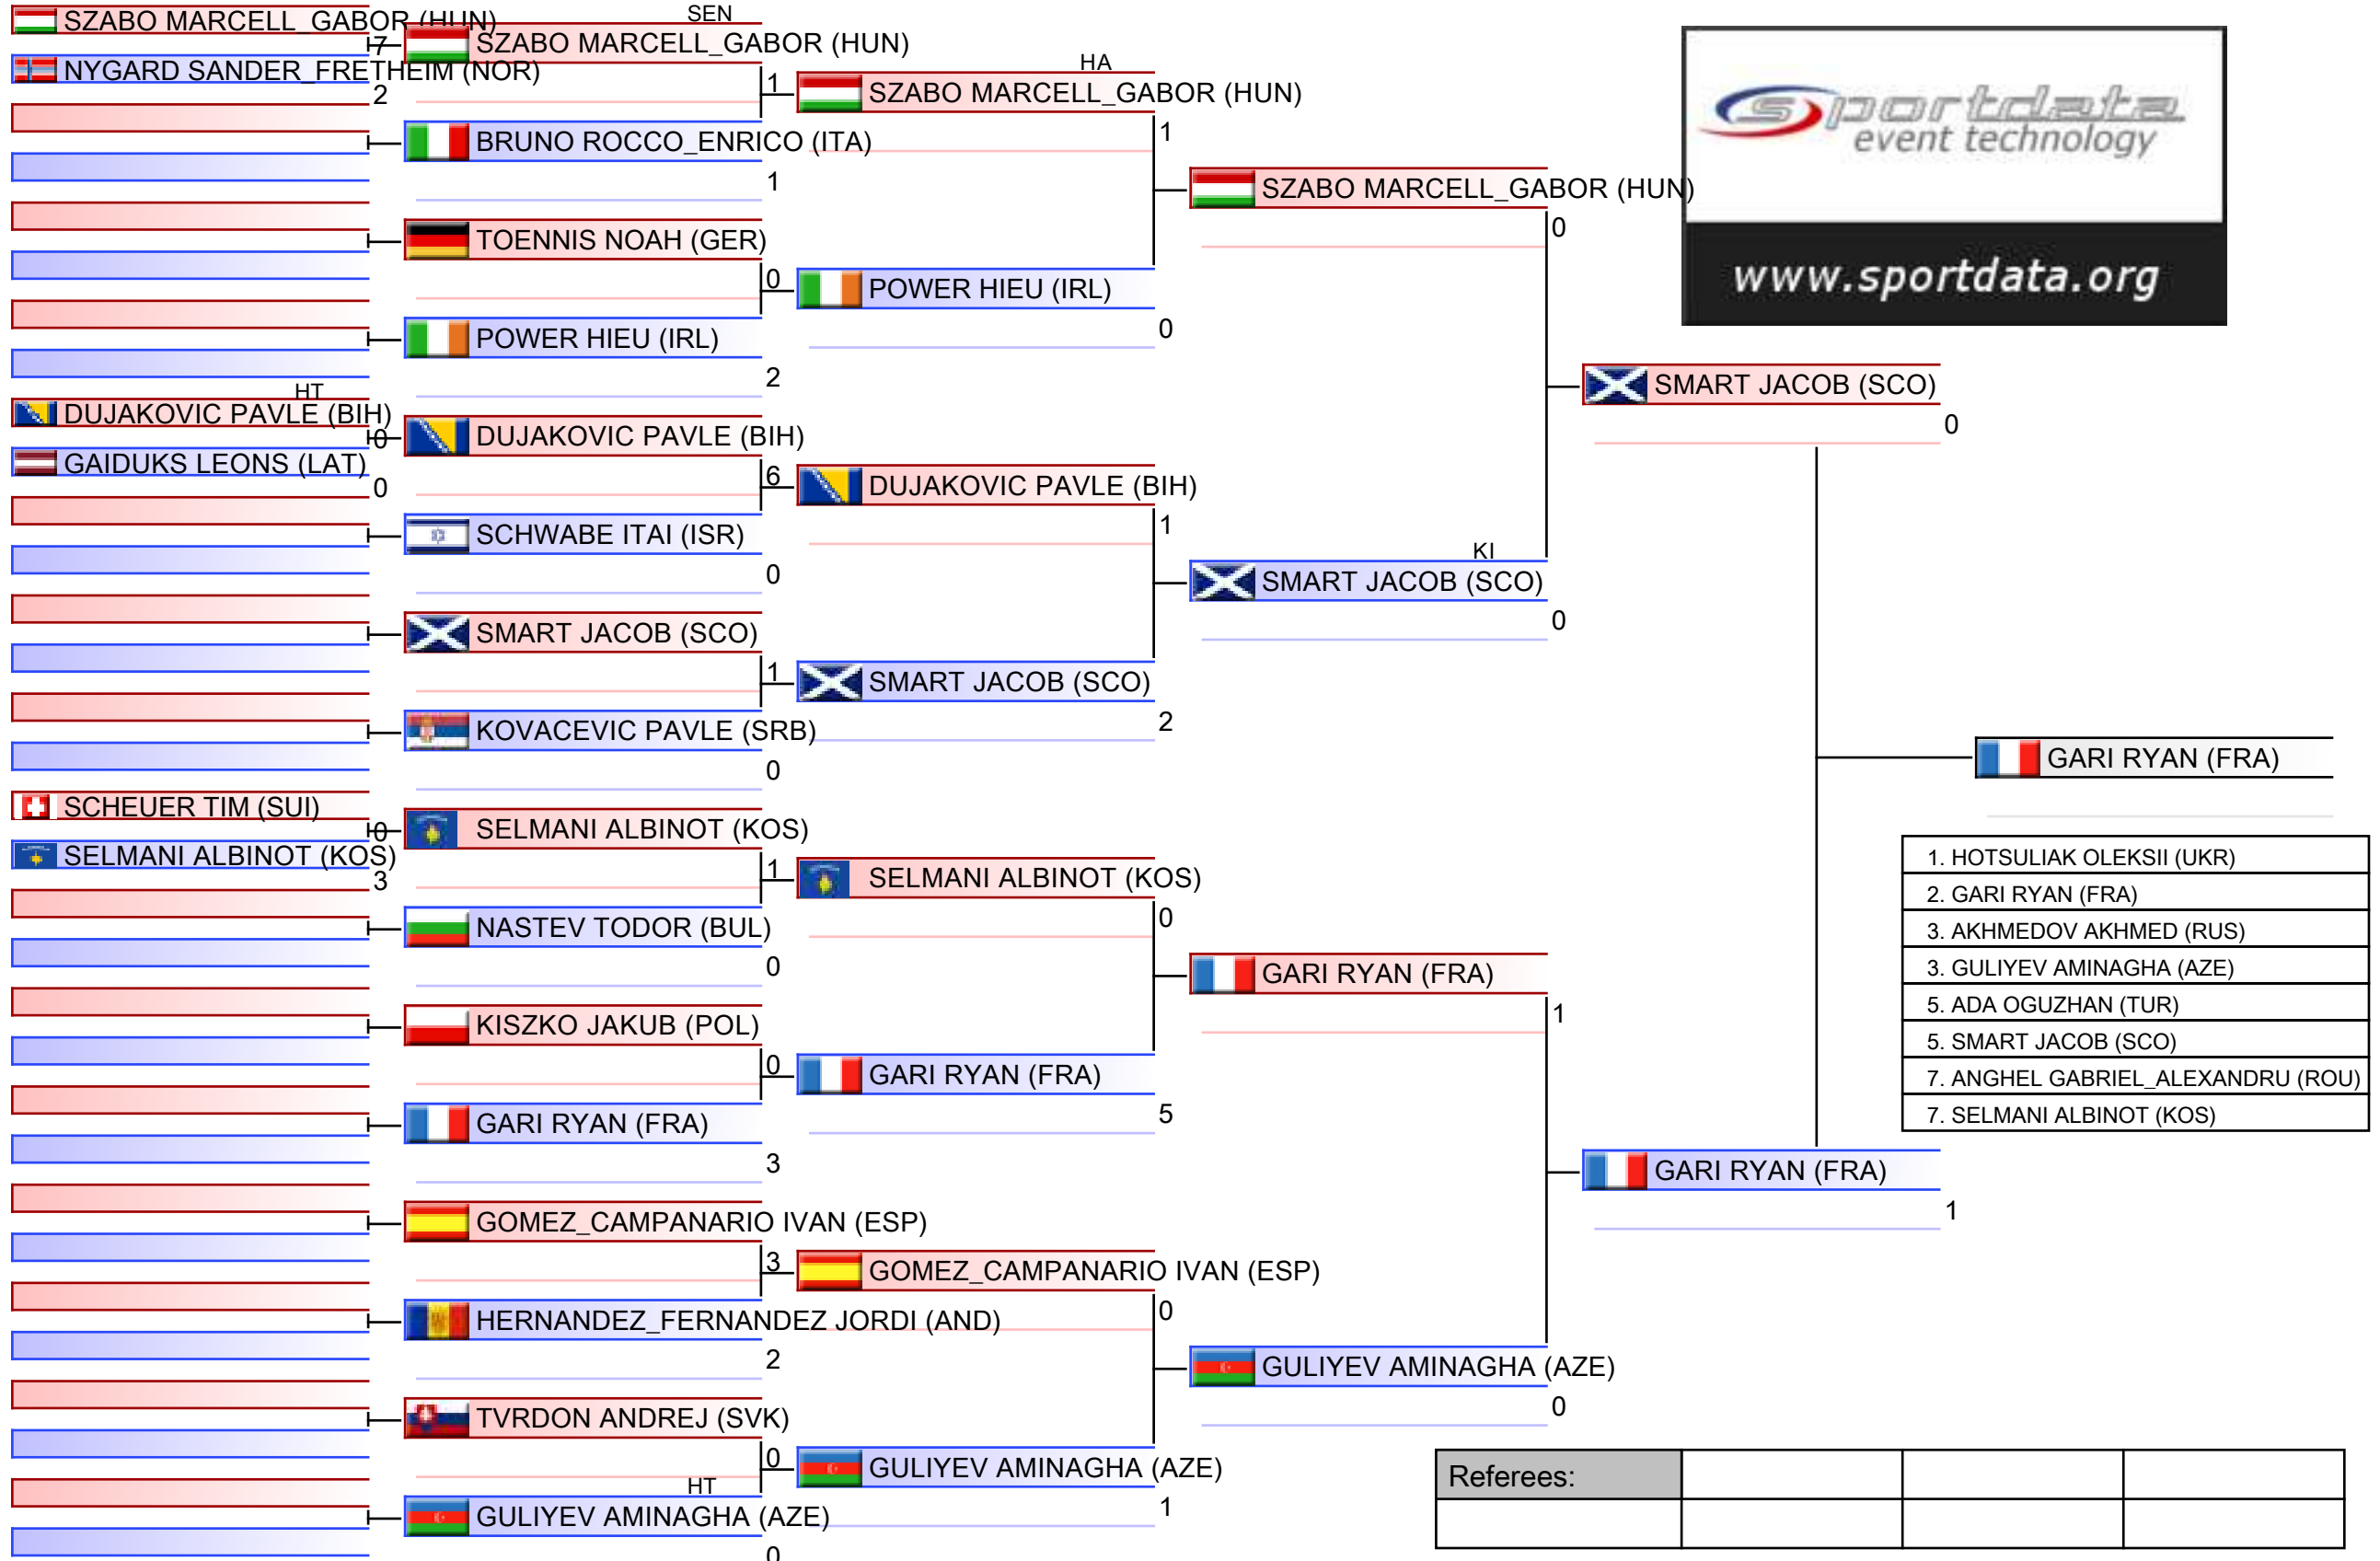 SZABO MARCELL_GABOR (HUN)
7
NYGARD SANDER_FRETHEIM (NOR)
2
HT
DUJAKOVIC PAVLE (BIH)
0
GAIDUKS LEONS (LAT)
0
SCHEUER TIM (SUI)
0
SELMANI ALBINOT (KOS)
3
SEN
SZABO MARCELL_GABOR (HUN)
1
BRUNO ROCCO_ENRICO (ITA)
1
TOENNIS NOAH (GER)
0
POWER HIEU (IRL)
2
DUJAKOVIC PAVLE (BIH)
6
SCHWABE ITAI (ISR)
0
SMART JACOB (SCO)
1
KOVACEVIC PAVLE (SRB)
0
SELMANI ALBINOT (KOS)
1
NASTEV TODOR (BUL)
0
KISZKO JAKUB (POL)
0
GARI RYAN (FRA)
3
GOMEZ_CAMPANARIO IVAN (ESP)
3
HERNANDEZ_FERNANDEZ JORDI (AND)
2
TVRDON ANDREJ (SVK)
0
HT
GULIYEV AMINAGHA (AZE)
0
HA
SZABO MARCELL_GABOR (HUN)
1
POWER HIEU (IRL)
0
DUJAKOVIC PAVLE (BIH)
1
SMART JACOB (SCO)
2
SELMANI ALBINOT (KOS)
0
GARI RYAN (FRA)
5
GOMEZ_CAMPANARIO IVAN (ESP)
0
GULIYEV AMINAGHA (AZE)
1
SZABO MARCELL_GABOR (HUN)
0
KI
SMART JACOB (SCO)
0
GARI RYAN (FRA)
1
GULIYEV AMINAGHA (AZE)
0
SMART JACOB (SCO)
0
GARI RYAN (FRA)
1
GARI RYAN (FRA)
sportdata
event technology
www.sportdata.org
1. HOTSULIAK OLEKSII (UKR)
2. GARI RYAN (FRA)
3. AKHMEDOV AKHMED (RUS)
3. GULIYEV AMINAGHA (AZE)
5. ADA OGUZHAN (TUR)
5. SMART JACOB (SCO)
7. ANGHEL GABRIEL_ALEXANDRU (ROU)
7. SELMANI ALBINOT (KOS)
Referees: